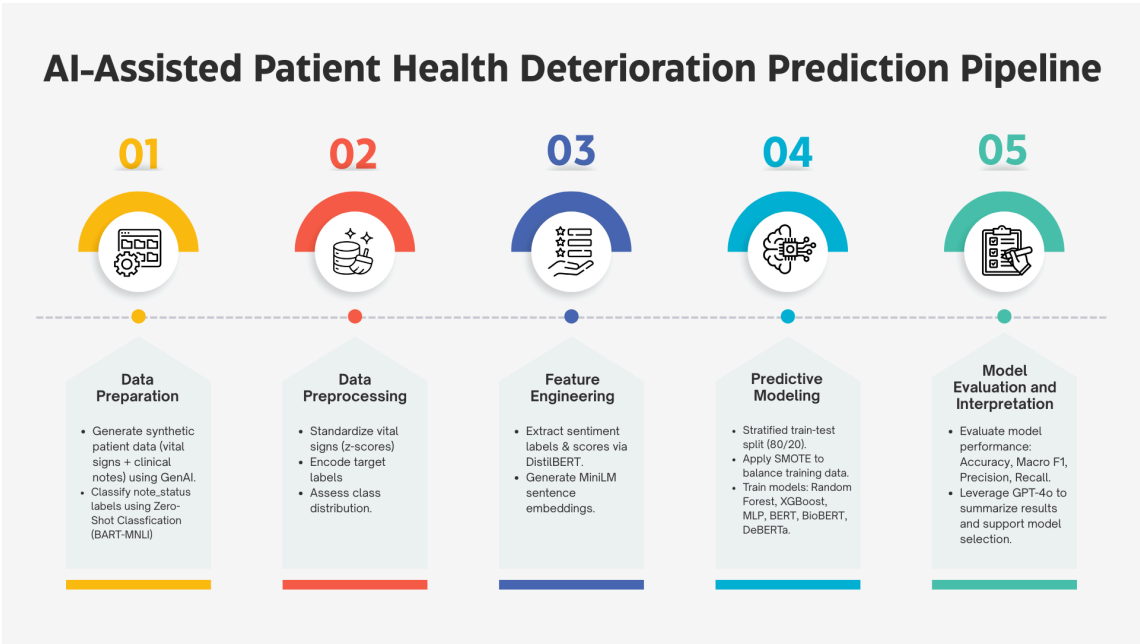 AI-Assisted Patient Health Deterioration Prediction Pipeline
01
02
03
04
05
Data
Preparation
• Generate synthetic
patient data (vital
signs + clinical
notes) using GenAI.
• Classify note_status
labels using Zero-
Shot Classfication
(BART-MNLI)
Data
Preprocessing
• Standardize vital
signs (z-scores)
• Encode target
labels
• Assess class
distribution.
Feature
Engineering
• Extract sentiment
labels & scores via
DistilBERT.
• Generate MiniLM
sentence
embeddings.
Predictive
Modeling
• Stratified train-test
split (80/20).
• Apply SMOTE to
balance training data.
• Train models: Random
Forest, XGBoost,
MLP, BERT, BioBERT,
DeBERTa.
Model
Evaluation and
Interpretation
• Evaluate model
performance:
Accuracy, Macro F1,
Precision, Recall.
• Leverage GPT-4o to
summarize results
and support model
selection.